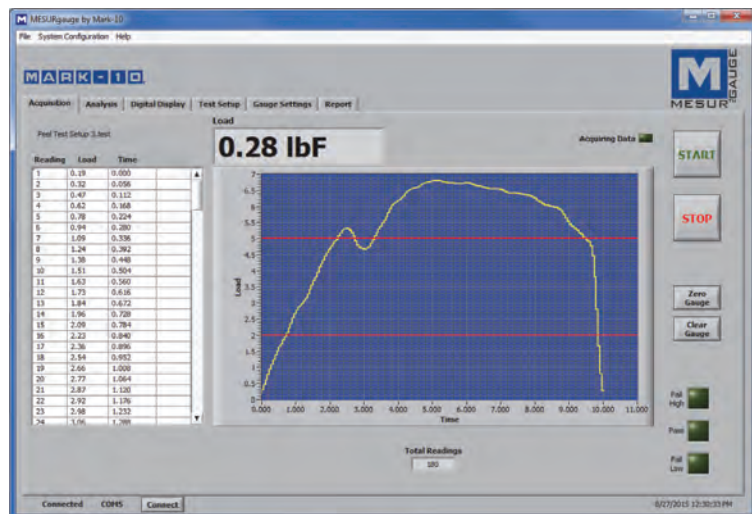 MESURgauge by Mark-10
File System Configuration Help
MARK-10
M
MESUR GAUGE
Acquisition Analysis Digital Display Test Setup Gauge Settings Report
Load
Peel Test Setup 3.test
0.28 lbF
Acquiring Data
START
STOP
Reading Load Time
1 0.19 0.000
2 0.32 0.056
3 0.47 0.112
4 0.62 0.168
5 0.78 0.224
6 0.94 0.280
7 1.09 0.336
8 1.24 0.392
9 1.38 0.448
10 1.51 0.504
11 1.63 0.560
12 1.73 0.616
13 1.84 0.672
14 1.96 0.728
15 2.09 0.784
16 2.23 0.840
17 2.36 0.896
18 2.54 0.952
19 2.66 1.008
20 2.77 1.064
21 2.87 1.120
22 2.92 1.176
23 2.98 1.232
24 3.06 1.288
7
6.5
6
5.5
5
4.5
4
3.5
3
2.5
2
1.5
1
0.5
0
Load
0.000 1.000 2.000 3.000 4.000 5.000 6.000 7.000 8.000 9.000 10.000 11.000
Time
Zero
Gauge
Clear
Gauge
Fail
High
Pass
Fail
Low
Total Readings
180
Connected COM5 Connect
8/27/2015 12:30:33 PM